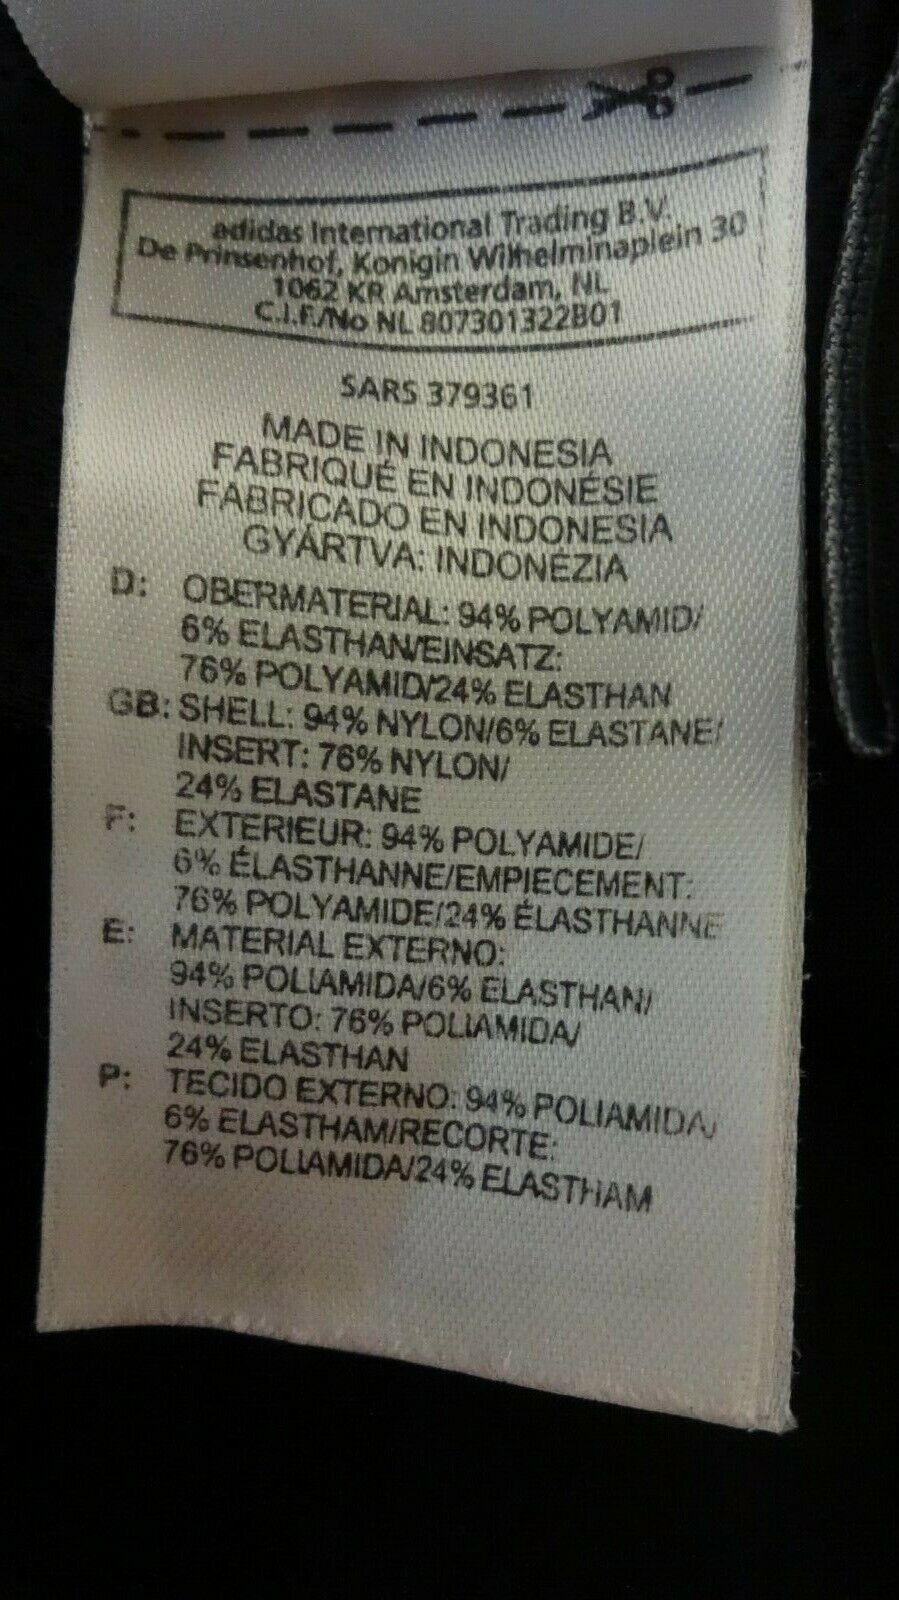 adidas International Trading B.V.
De Prinsenhof, Konigin Wilhelminaplein 30
1062 KR Amsterdam, NL
C.I.F./No NL 807301322B01
SARS 379361
MADE IN INDONESIA
FABRIQUÉ EN INDONÉSIE
FABRICADO EN INDONESIA
GYÁRTVA: INDONÉZIA
D: OBERMATERIAL: 94% POLYAMID/
6% ELASTHAN/EINSATZ:
76% POLYAMID/24% ELASTHAN
GB: SHELL: 94% NYLON/6% ELASTANE/
INSERT: 76% NYLON/
24% ELASTANE
F: EXTERIEUR: 94% POLYAMIDE/
6% ÉLASTHANNE/EMPIECEMENT:
76% POLYAMIDE/24% ÉLASTHANNE
E: MATERIAL EXTERNO:
94% POLIAMIDA/6% ELASTHAN/
INSERTO: 76% POLIAMIDA/
24% ELASTHAN
P: TECIDO EXTERNO: 94% POLIAMIDA/
6% ELASTHAM/RECORTE:
76% POLIAMIDA/24% ELASTHAM